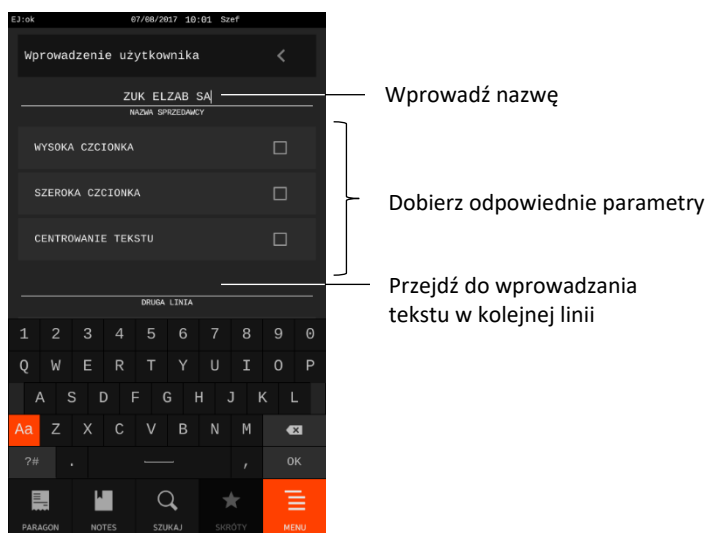 EJ:ok 07/08/2017 10:01 Szef
Wprowadzenie użytkownika
ZUK ELZAB SA
NAZWA SPRZEDAWCY
Wprowadź nazwę
WYSOKA CZCIONKA
SZEROKA CZCIONKA
CENTROWANIE TEKSTU
Dobierz odpowiednie parametry
Przejdź do wprowadzania
tekstu w kolejnej linii
DRUGA LINIA
1 2 3 4 5 6 7 8 9 0
Q W E R T Y U I O P
A S D F G H J K L
Aa Z X C V B N M
?# . , OK
PARAGON NOTES SZUKAJ SKRÓTY MENU